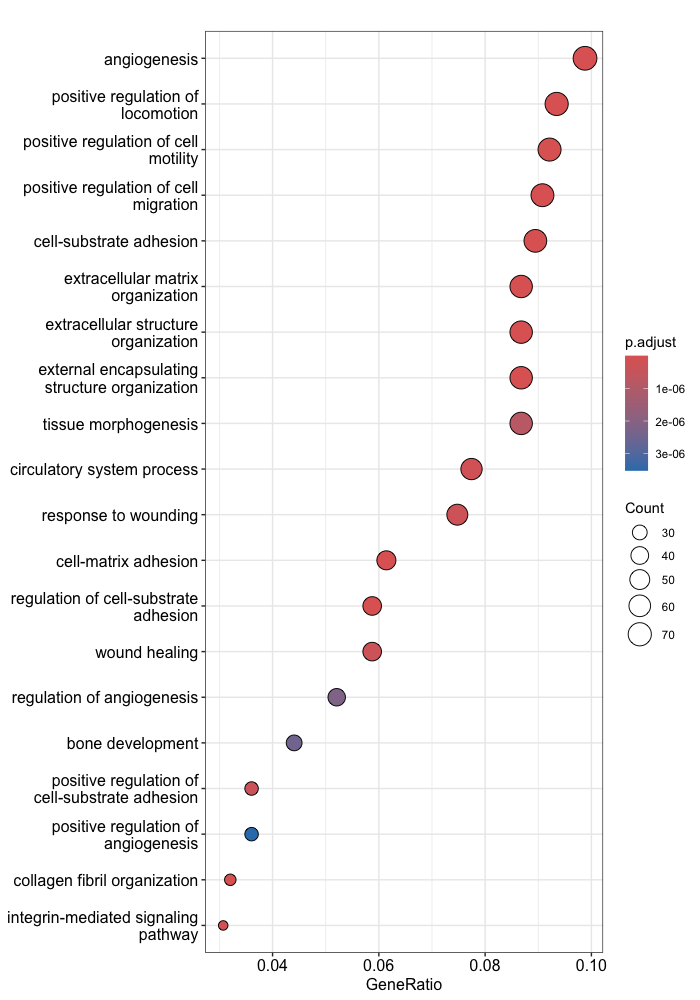 angiogenesis
positive regulation of
locomotion
positive regulation of cell
motility
positive regulation of cell
migration
cell-substrate adhesion
extracellular matrix
organization
extracellular structure
organization
external encapsulating
structure organization
tissue morphogenesis
circulatory system process
response to wounding
cell-matrix adhesion
regulation of cell-substrate
adhesion
wound healing
regulation of angiogenesis
bone development
positive regulation of
cell-substrate adhesion
positive regulation of
angiogenesis
collagen fibril organization
integrin-mediated signaling
pathway
0.04 0.06 0.08 0.10
GeneRatio
p.adjust
1e-06
2e-06
3e-06
Count
30
40
50
60
70